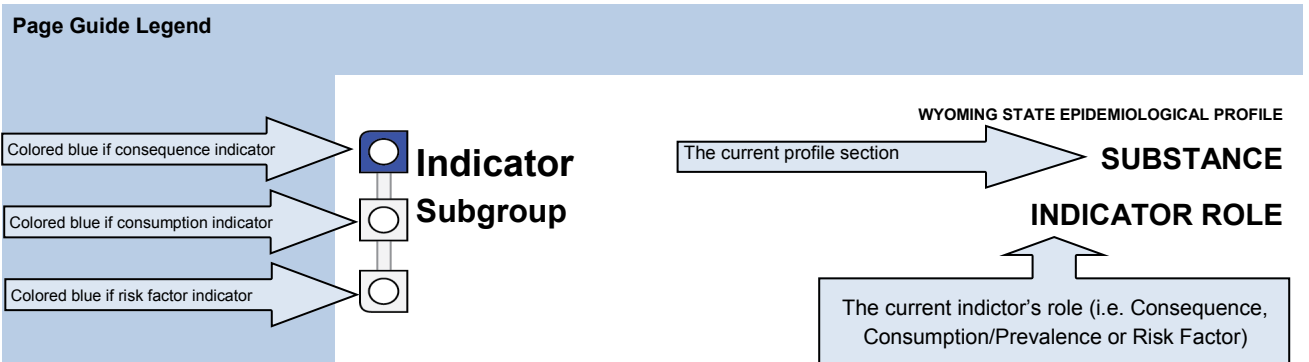 Page Guide Legend
WYOMING STATE EPIDEMIOLOGICAL PROFILE
Colored blue if consequence indicator
Indicator
The current profile section
SUBSTANCE
Colored blue if consumption indicator
Subgroup
INDICATOR ROLE
Colored blue if risk factor indicator
The current indictor’s role (i.e. Consequence,
Consumption/Prevalence or Risk Factor)